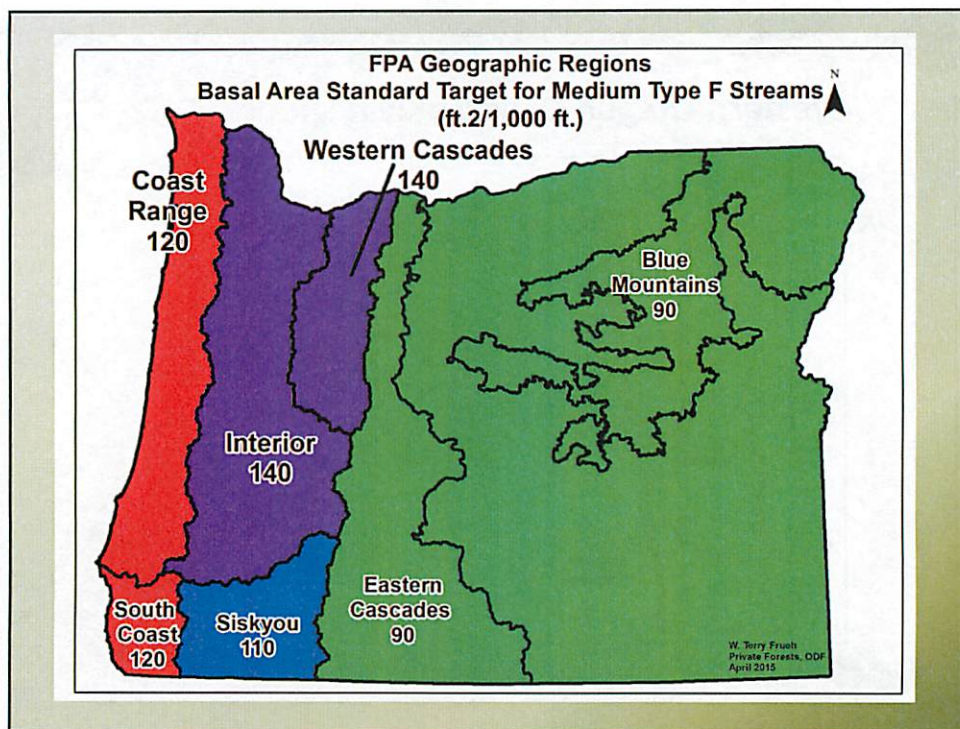 FPA Geographic Regions
Basal Area Standard Target for Medium Type F Streams
(ft.2/1,000 ft.)
N
Western Cascades
140
Coast
Range
120
Blue
Mountains
90
Interior
140
South
Coast
120
Siskyou
110
Eastern
Cascades
90
W. Terry Frueh
Private Forests, ODF
April 2015